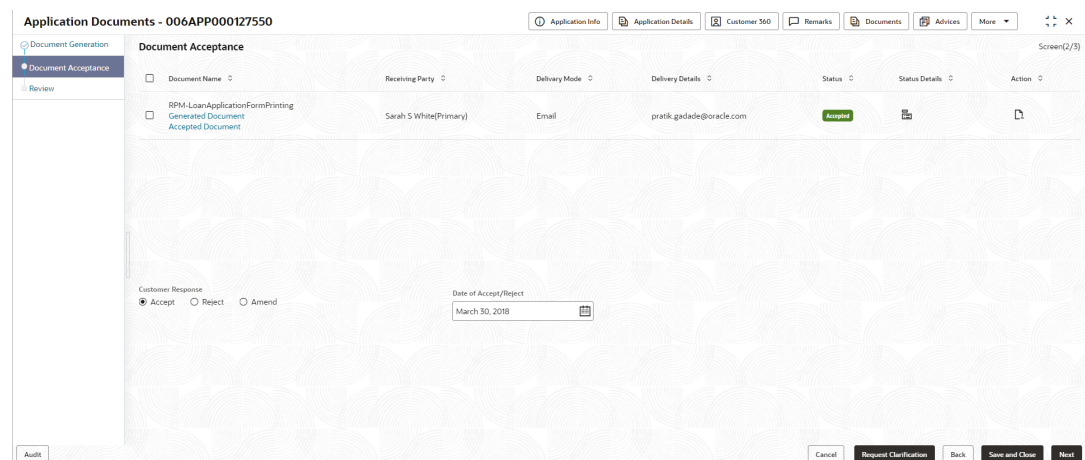 Application Documents - 006APP000127550
Application Info
Application Details
Customer 360
Remarks
Documents
Advices
More
Document Generation
Document Acceptance
Review
Document Acceptance
Screen(2/3)
Document Name
Receiving Party
Delivary Mode
Delivery Details
Status
Status Details
Action
RPM-LoanApplicationFormPrinting
Generated Document
Accepted Document
Sarah S White(Primary)
Email
pratik.gadade@oracle.com
Accepted
Customer Response
Accept
Reject
Amend
Date of Accept/Reject
March 30, 2018
Audit
Cancel
Request Clarification
Back
Save and Close
Next